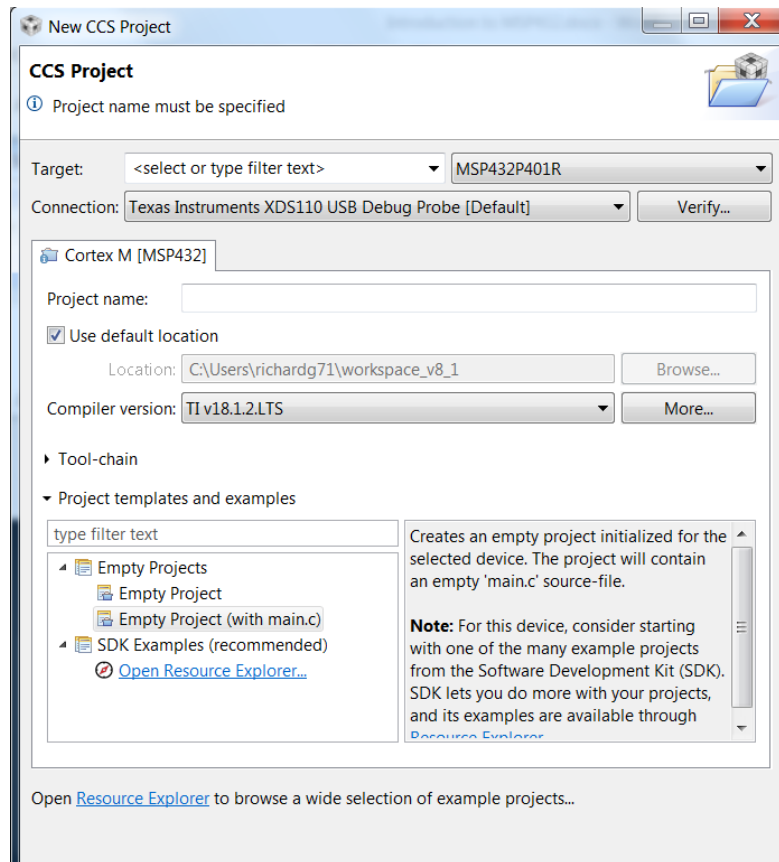 New CCS Project
CCS Project
Project name must be specified
Target: <select or type filter text> MSP432P401R
Connection: Texas Instruments XDS110 USB Debug Probe [Default] Verify...
Cortex M [MSP432]
Project name:
Use default location
Location: C:\Users\richardg71\workspace_v8_1 Browse...
Compiler version: TI v18.1.2.LTS More...
Tool-chain
Project templates and examples
type filter text
Empty Projects
Empty Project
Empty Project (with main.c)
SDK Examples (recommended)
Open Resource Explorer...
Creates an empty project initialized for the
selected device. The project will contain
an empty 'main.c' source-file.
Note: For this device, consider starting
with one of the many example projects
from the Software Development Kit (SDK).
SDK lets you do more with your projects,
and its examples are available through
Resource Explorer
Open Resource Explorer to browse a wide selection of example projects...